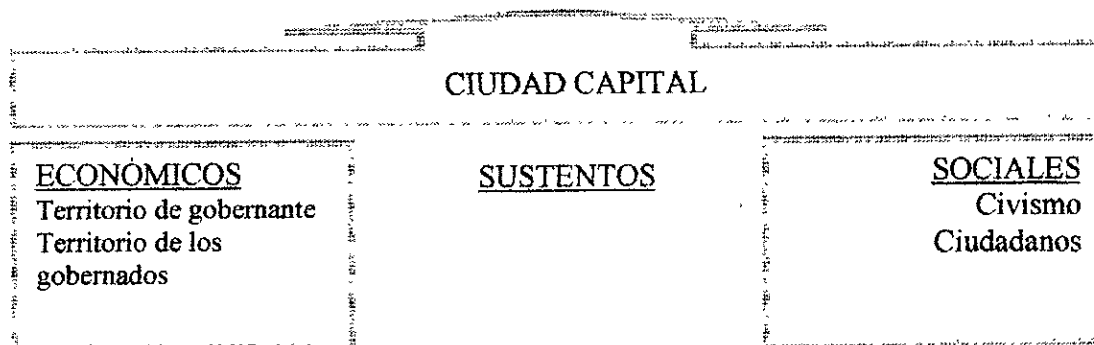 CIUDAD CAPITAL
ECONÓMICOS
Territorio de gobernante
Territorio de los
gobernados
SUSTENTOS
SOCIALES
Civismo
Ciudadanos